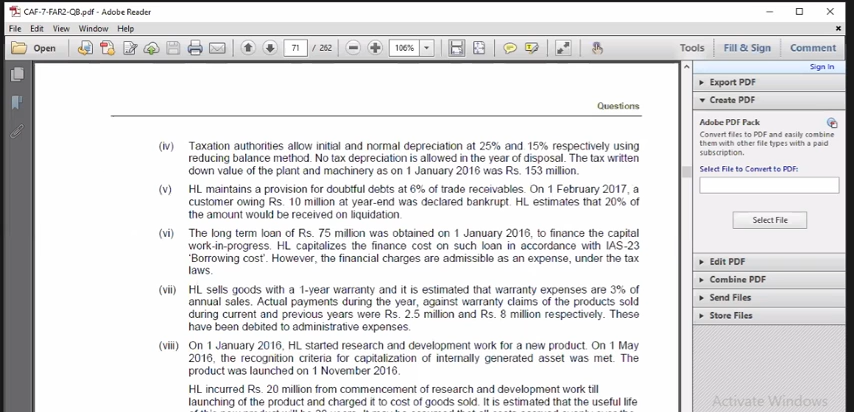 CAF-7-FAR2-QB.pdf - Adobe Reader
File Edit View Window Help
Open 71 / 262 106% Tools Fill & Sign Comment
Sign In
Export PDF
Create PDF
Adobe PDF Pack
Convert files to PDF and easily combine
them with other file types with a paid
subscription.
Select File to Convert to PDF:
Select File
Edit PDF
Combine PDF
Send Files
Store Files
Activate Windows
Questions
(iv) Taxation authorities allow initial and normal depreciation at 25% and 15% respectively using
reducing balance method. No tax depreciation is allowed in the year of disposal. The tax written
down value of the plant and machinery as on 1 January 2016 was Rs. 153 million.
(v) HL maintains a provision for doubtful debts at 6% of trade receivables. On 1 February 2017, a
customer owing Rs. 10 million at year-end was declared bankrupt. HL estimates that 20% of
the amount would be received on liquidation.
(vi) The long term loan of Rs. 75 million was obtained on 1 January 2016, to finance the capital
work-in-progress. HL capitalizes the finance cost on such loan in accordance with IAS-23
'Borrowing cost'. However, the financial charges are admissible as an expense, under the tax
laws.
(vii) HL sells goods with a 1-year warranty and it is estimated that warranty expenses are 3% of
annual sales. Actual payments during the year, against warranty claims of the products sold
during current and previous years were Rs. 2.5 million and Rs. 8 million respectively. These
have been debited to administrative expenses.
(viii) On 1 January 2016, HL started research and development work for a new product. On 1 May
2016, the recognition criteria for capitalization of internally generated asset was met. The
product was launched on 1 November 2016.
HL incurred Rs. 20 million from commencement of research and development work till
launching of the product and charged it to cost of goods sold. It is estimated that the useful life